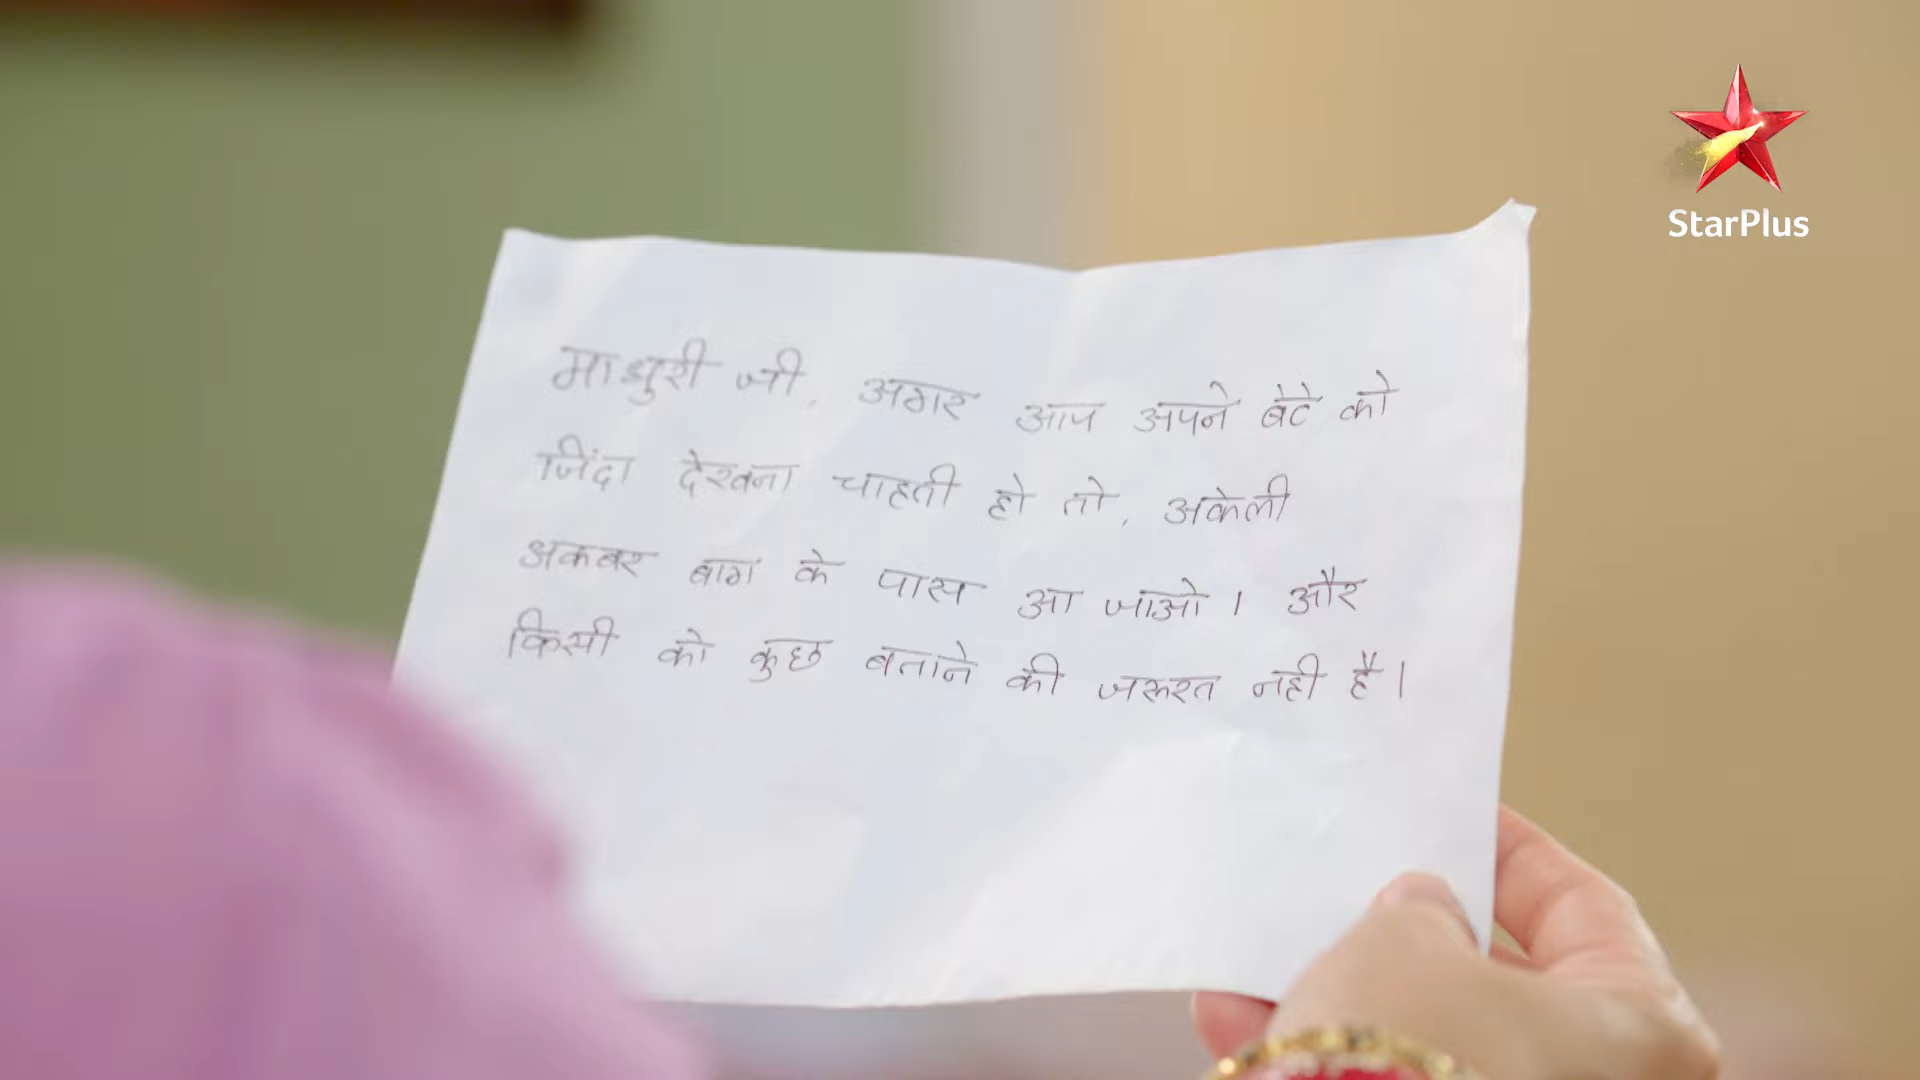 StarPlus
माधुरी जी, अगर आप अपने बेटे को
जिंदा देखना चाहती हो तो, अकेली
अकबर बाग के पास आ जाओ। और
किसी को कुछ बताने की जरूरत नही है।